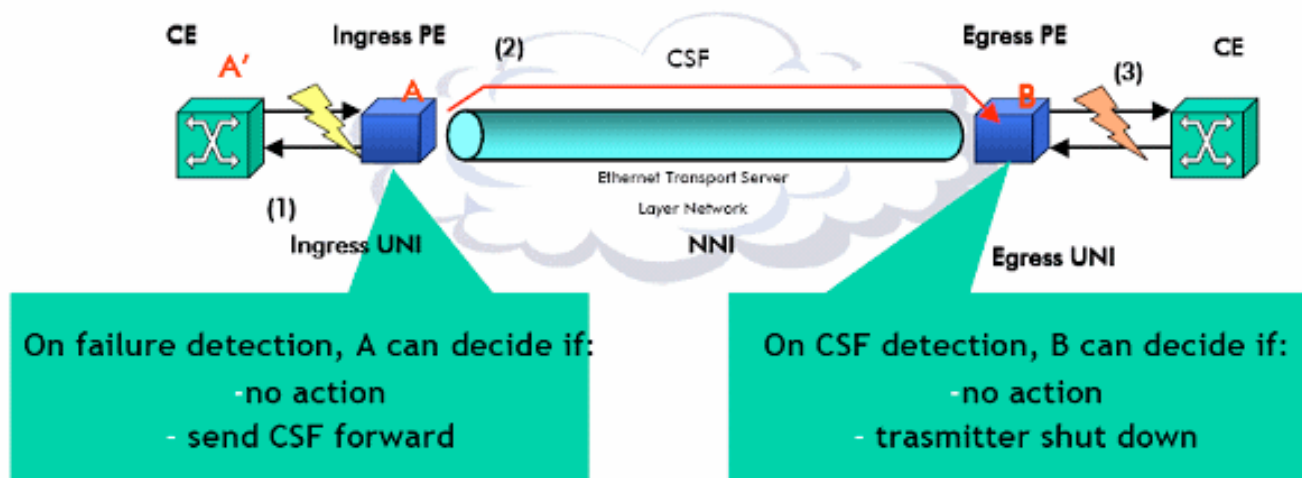 CE
Ingress PE
(2)
CSF
Egress PE
CE
A'
A
B
(3)
Ethernet Transport Server
Layer Network
(1)
Ingress UNI
NNI
Egress UNI
On failure detection, A can decide if:
-no action
- send CSF forward
On CSF detection, B can decide if:
-no action
- trasmitter shut down